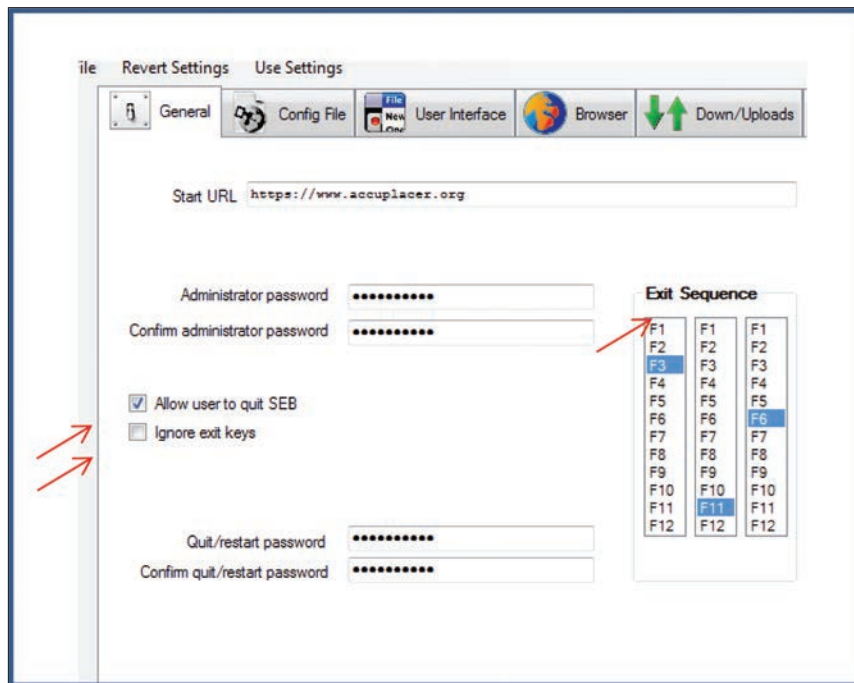 ile Revert Settings Use Settings
General Config File File New One User Interface Browser Down/Uploads
Start URL https://www.accuplacer.org
Administrator password ••••••••••
Exit Sequence
Confirm administrator password ••••••••••
F1 F1 F1
F2 F2 F2
F3 F3 F3
F4 F4 F4
F5 F5 F5
F6 F6 F6
F7 F7 F7
F8 F8 F8
F9 F9 F9
F10 F10 F10
F11 F11 F11
F12 F12 F12
Allow user to quit SEB
Ignore exit keys
Quit/restart password ••••••••••
Confirm quit/restart password ••••••••••